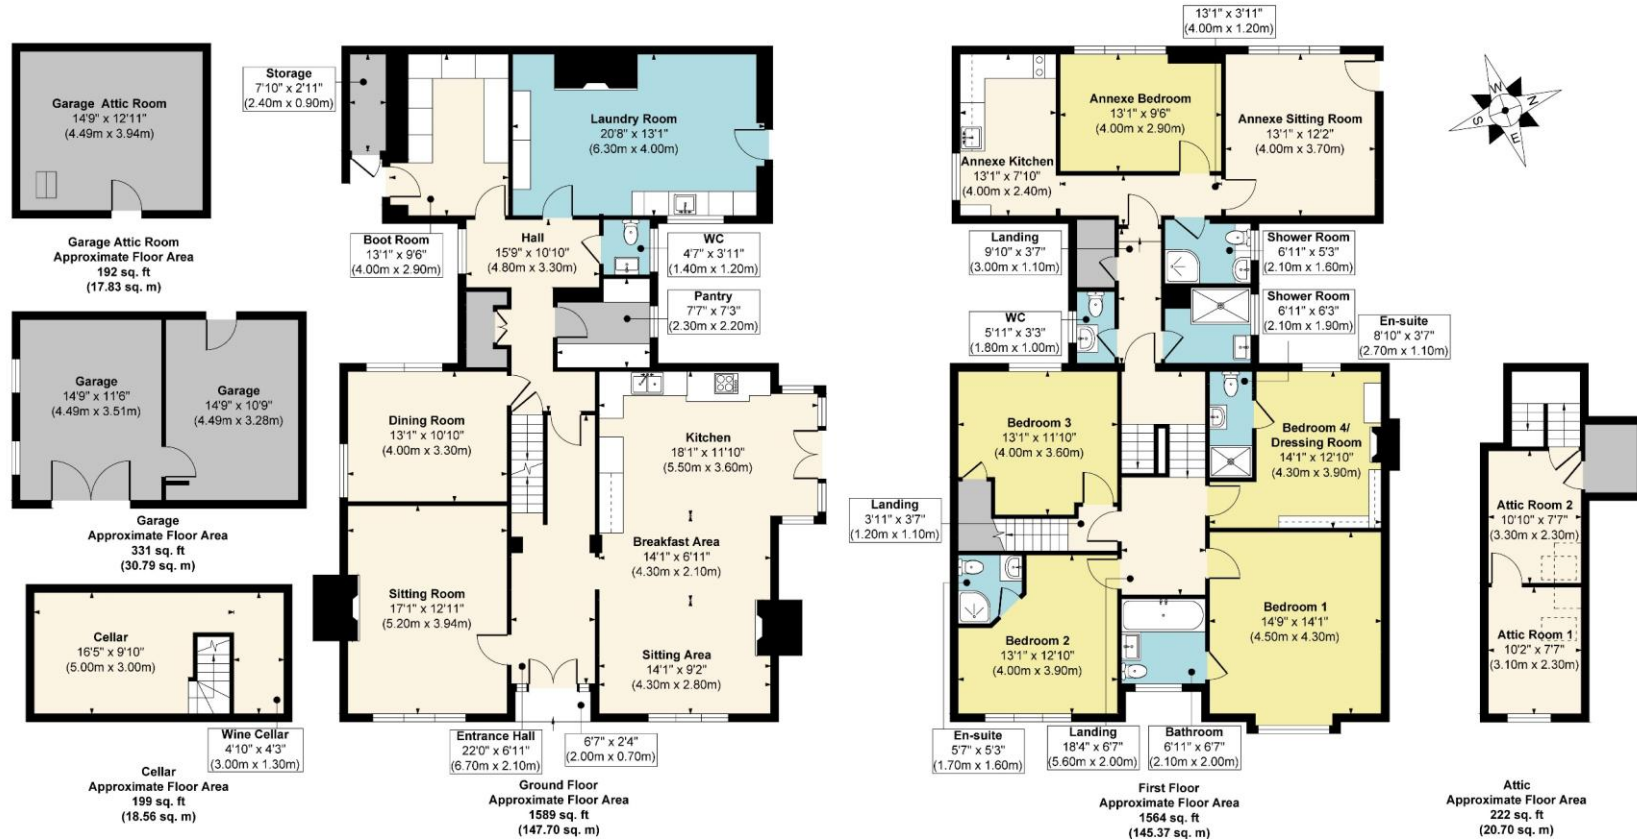 Garage Attic Room
14'9" x 12'11"
(4.49m x 3.94m)
Garage Attic Room
Approximate Floor Area
192 sq. ft
(17.83 sq. m)
Garage
14'9" x 11'6"
(4.49m x 3.51m)
Garage
14'9" x 10'9"
(4.49m x 3.28m)
Garage
Approximate Floor Area
331 sq. ft
(30.79 sq. m)
Cellar
16'5" x 9'10"
(5.00m x 3.00m)
Wine Cellar
4'10" x 4'3"
(3.00m x 1.30m)
Cellar
Approximate Floor Area
199 sq. ft
(18.56 sq. m)
Storage
7'10" x 2'11"
(2.40m x 0.90m)
Laundry Room
20'8" x 13'1"
(6.30m x 4.00m)
Boot Room
13'1" x 9'6"
(4.00m x 2.90m)
Hall
15'9" x 10'10"
(4.80m x 3.30m)
WC
4'7" x 3'11"
(1.40m x 1.20m)
Pantry
7'7" x 7'3"
(2.30m x 2.20m)
Dining Room
13'1" x 10'10"
(4.00m x 3.30m)
Kitchen
18'1" x 11'10"
(5.50m x 3.60m)
Breakfast Area
14'1" x 6'11"
(4.30m x 2.10m)
Sitting Room
17'1" x 12'11"
(5.20m x 3.94m)
Sitting Area
14'1" x 9'2"
(4.30m x 2.80m)
Entrance Hall
22'0" x 6'11"
(6.70m x 2.10m)
6'7" x 2'4"
(2.00m x 0.70m)
Ground Floor
Approximate Floor Area
1589 sq. ft
(147.70 sq. m)
13'1" x 3'11"
(4.00m x 1.20m)
Annexe Bedroom
13'1" x 9'6"
(4.00m x 2.90m)
Annexe Sitting Room
13'1" x 12'2"
(4.00m x 3.70m)
Annexe Kitchen
13'1" x 7'10"
(4.00m x 2.40m)
Landing
9'10" x 3'7"
(3.00m x 1.10m)
Shower Room
6'11" x 5'3"
(2.10m x 1.60m)
WC
5'11" x 3'3"
(1.80m x 1.00m)
Shower Room
6'11" x 6'3"
(2.10m x 1.90m)
En-suite
8'10" x 3'7"
(2.70m x 1.10m)
Bedroom 3
13'1" x 11'10"
(4.00m x 3.60m)
Bedroom 4/
Dressing Room
14'1" x 12'10"
(4.30m x 3.90m)
Landing
3'11" x 3'7"
(1.20m x 1.10m)
Bedroom 1
14'9" x 14'1"
(4.50m x 4.30m)
Bedroom 2
13'1" x 12'10"
(4.00m x 3.90m)
En-suite
5'7" x 5'3"
(1.70m x 1.60m)
Landing
18'4" x 6'7"
(5.60m x 2.00m)
Bathroom
6'11" x 6'7"
(2.10m x 2.00m)
First Floor
Approximate Floor Area
1564 sq. ft
(145.37 sq. m)
W
N
S
E
Attic Room 2
10'10" x 7'7"
(3.30m x 2.30m)
Attic Room 1
10'2" x 7'7"
(3.10m x 2.30m)
Attic
Approximate Floor Area
222 sq. ft
(20.70 sq. m)